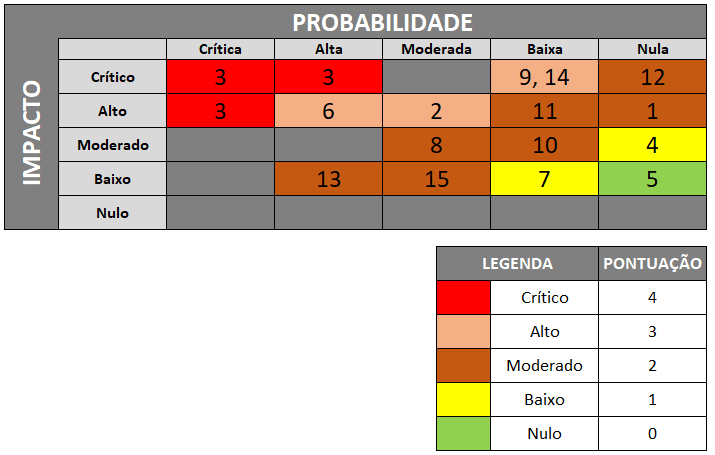 PROBABILIDADE
IMPACTO
Crítica Alta Moderada Baixa Nula
Crítico 3 3 9, 14 12
Alto 3 6 2 11 1
Moderado 8 10 4
Baixo 13 15 7 5
Nulo
LEGENDA PONTUAÇÃO
Crítico 4
Alto 3
Moderado 2
Baixo 1
Nulo 0